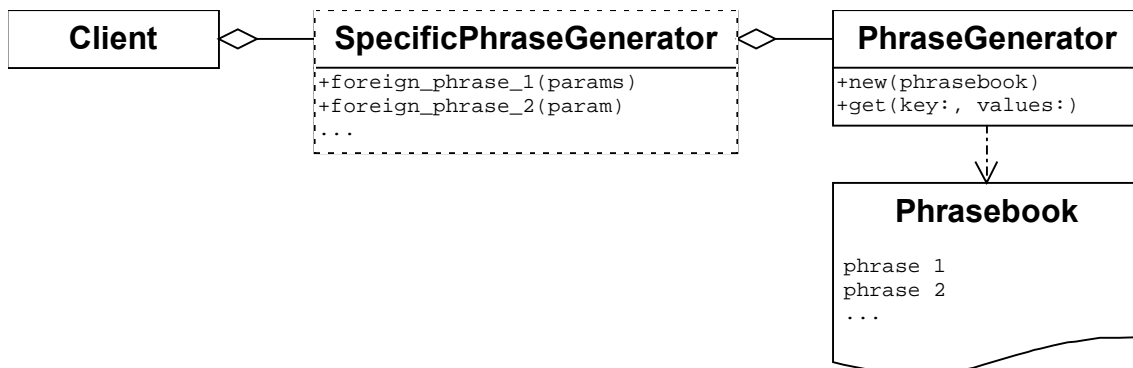 Client
SpecificPhraseGenerator
+foreign_phrase_1(params)
+foreign_phrase_2(param)
...
PhraseGenerator
+new(phrasebook)
+get(key:, values:)
Phrasebook
phrase 1
phrase 2
...